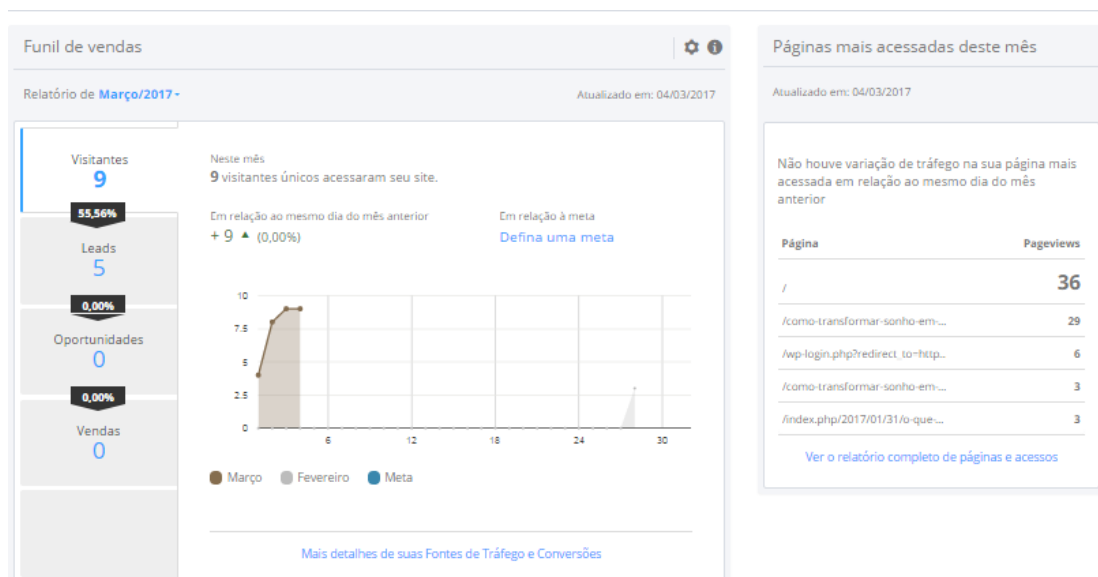 Funil de vendas
Relatório de Março/2017
Atualizado em: 04/03/2017
Visitantes
9
55,56%
Leads
5
0,00%
Oportunidades
0
0,00%
Vendas
0
Neste mês
9 visitantes únicos acessaram seu site.
Em relação ao mesmo dia do mês anterior
+ 9 ▲ (0,00%)
Em relação à meta
Defina uma meta
10
7.5
5
2.5
0
6 12 18 24 30
Março Fevereiro Meta
Mais detalhes de suas Fontes de Tráfego e Conversões
Páginas mais acessadas deste mês
Atualizado em: 04/03/2017
Não houve variação de tráfego na sua página mais
acessada em relação ao mesmo dia do mês
anterior
Página Pageviews
/ 36
/como-transformar-sonho-em-... 29
/wp-login.php?redirect_to=http... 6
/como-transformar-sonho-em-... 3
/index.php/2017/01/31/o-que-... 3
Ver o relatório completo de páginas e acessos